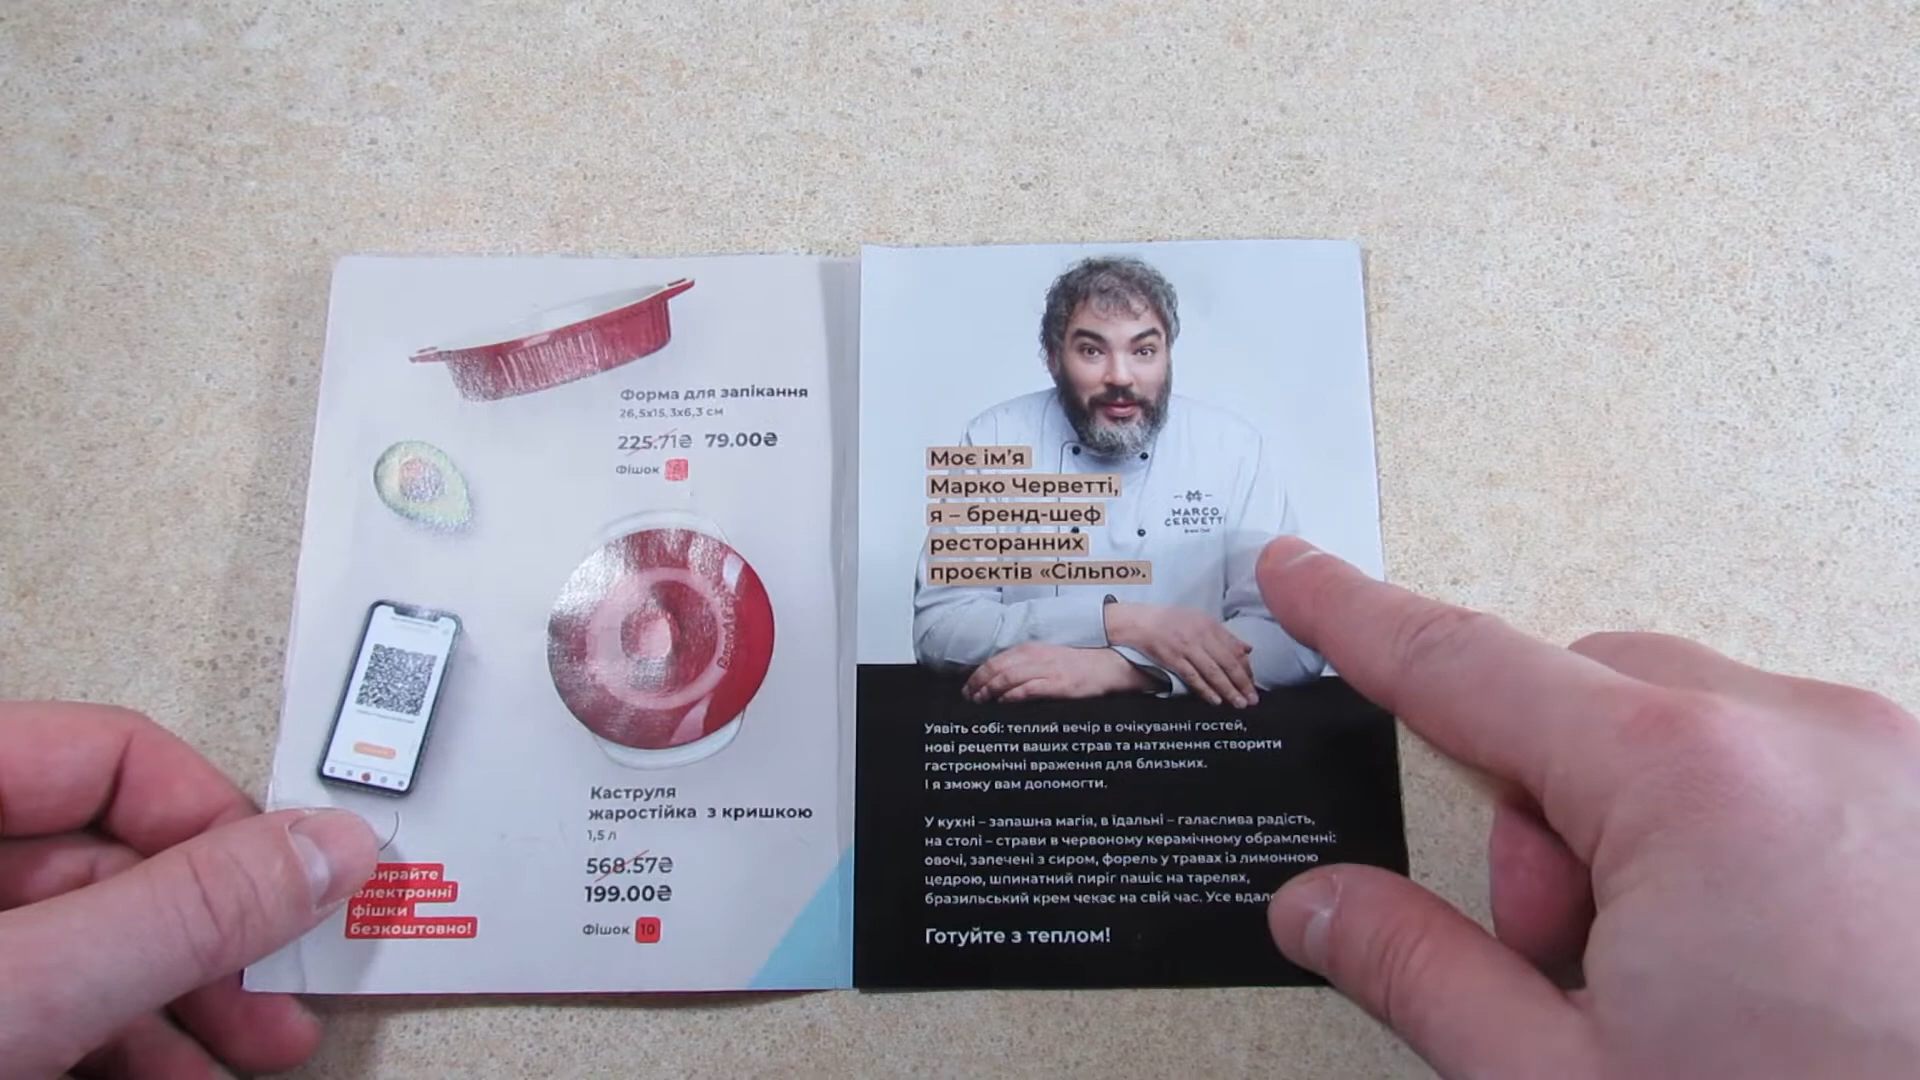 Форма для запікання
26,5х15,3х6,3 см
225.71₴ 79.00₴
Фішок
Каструля
жаростійка з кришкою
1,5 л
568.57₴
199.00₴
Фішок 10
електронні
фішки
безкоштовно!
Моє ім’я
Марко Черветті,
я – бренд-шеф
ресторанних
проєктів «Сільпо».
MARCO
CERVETTI
Уявіть собі: теплий вечір в очікуванні гостей,
нові рецепти ваших страв та натхнення створити
гастрономічні враження для близьких.
І я зможу вам допомогти.
У кухні – запашна магія, в їдальні – галаслива радість,
на столі – страви в червоному керамічному обрамленні:
овочі, запечені з сиром, форель у травах із лимонною
цедрою, шпинатний пиріг пашіє на тарелях,
бразильський крем чекає на свій час. Усе
Готуйте з теплом!